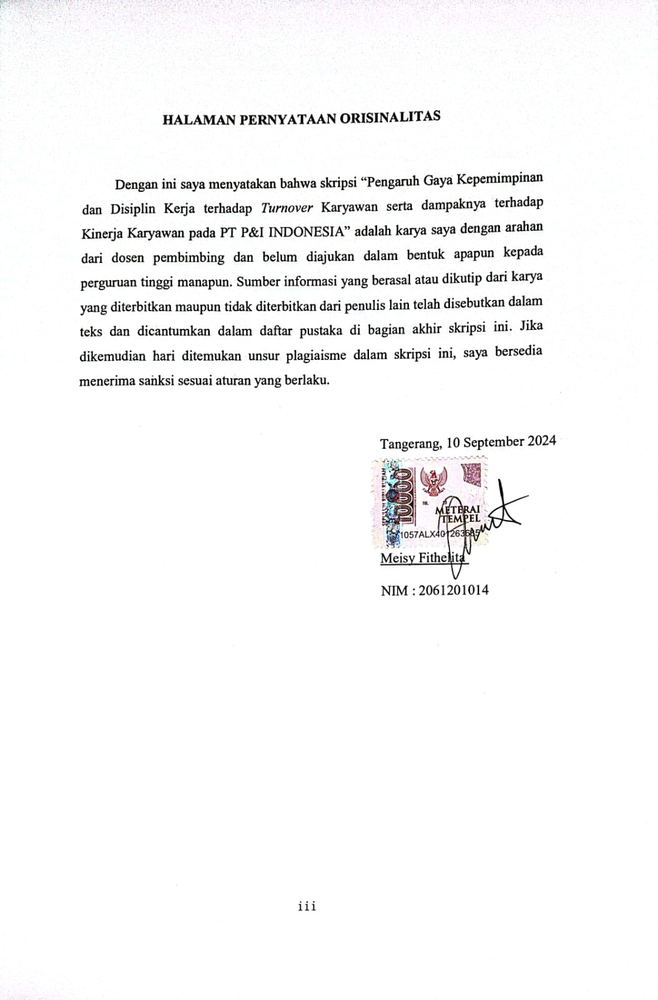 HALAMAN PERNYATAAN ORISINALITAS
Dengan ini saya menyatakan bahwa skripsi “Pengaruh Gaya Kepemimpinan
dan Disiplin Kerja terhadap Turnover Karyawan serta dampaknya terhadap
Kinerja Karyawan pada PT P&I INDONESIA” adalah karya saya dengan arahan
dari dosen pembimbing dan belum diajukan dalam bentuk apapun kepada
perguruan tinggi manapun. Sumber informasi yang berasal atau dikutip dari karya
yang diterbitkan maupun tidak diterbitkan dari penulis lain telah disebutkan dalam
teks dan dicantumkan dalam daftar pustaka di bagian akhir skripsi ini. Jika
dikemudian hari ditemukan unsur plagiaisme dalam skripsi ini, saya bersedia
menerima sanksi sesuai aturan yang berlaku.
Tangerang, 10 September 2024
SEPULUH RIBU RUPIAH
10000
TGL.
METERAI
TEMPEL
Meisy Fithelita
NIM : 2061201014
iii